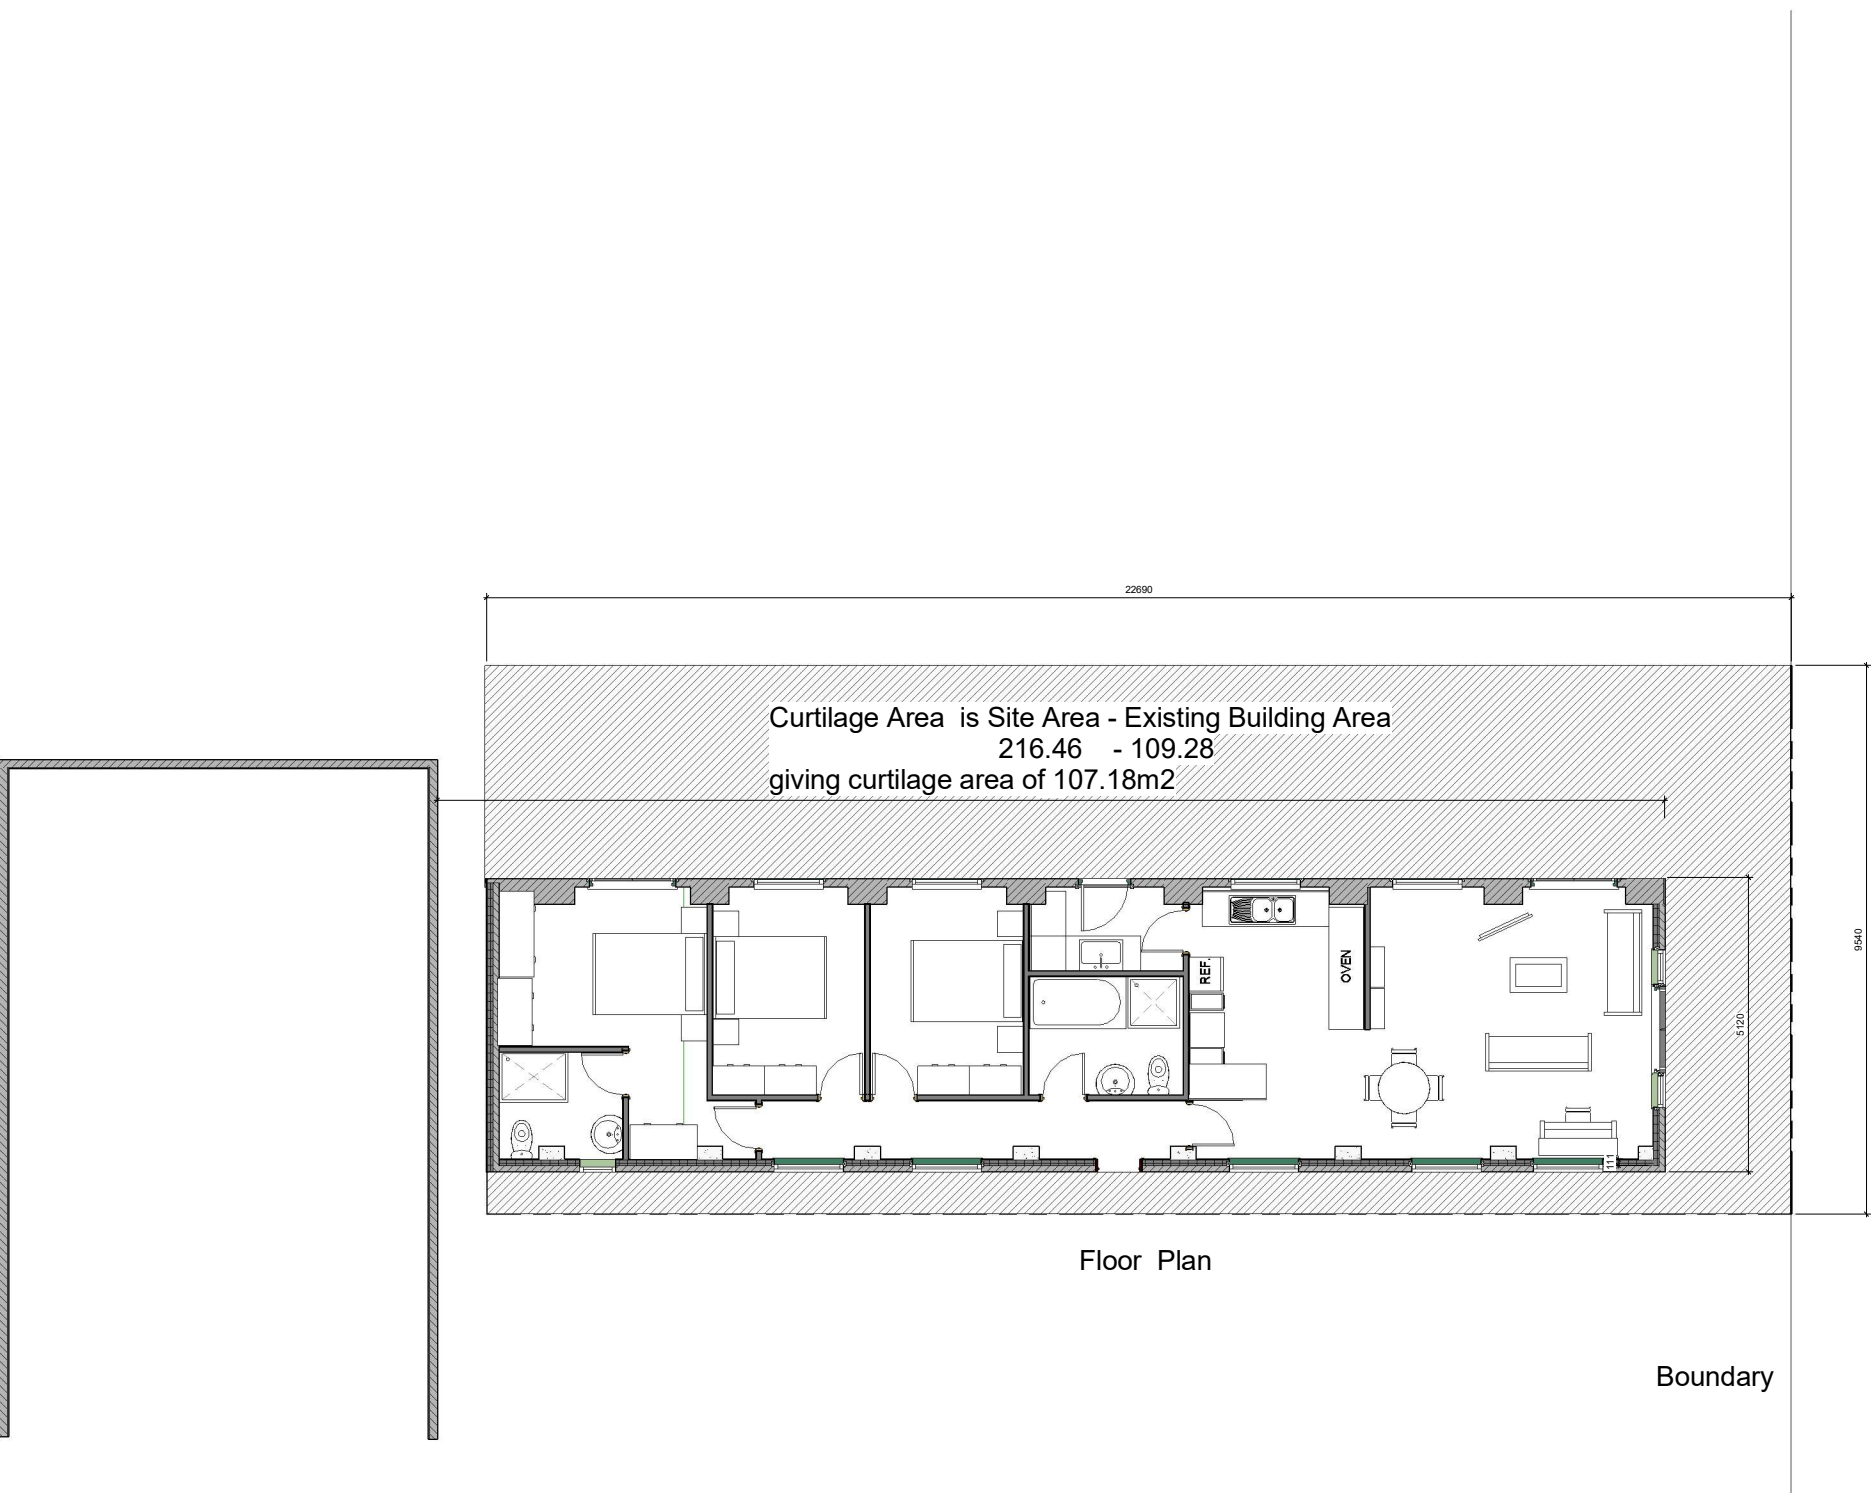 22690
Curtilage Area is Site Area - Existing Building Area
216.46 - 109.28
giving curtilage area of 107.18m2
9540
5120
REF.
OVEN
111
Floor Plan
Boundary